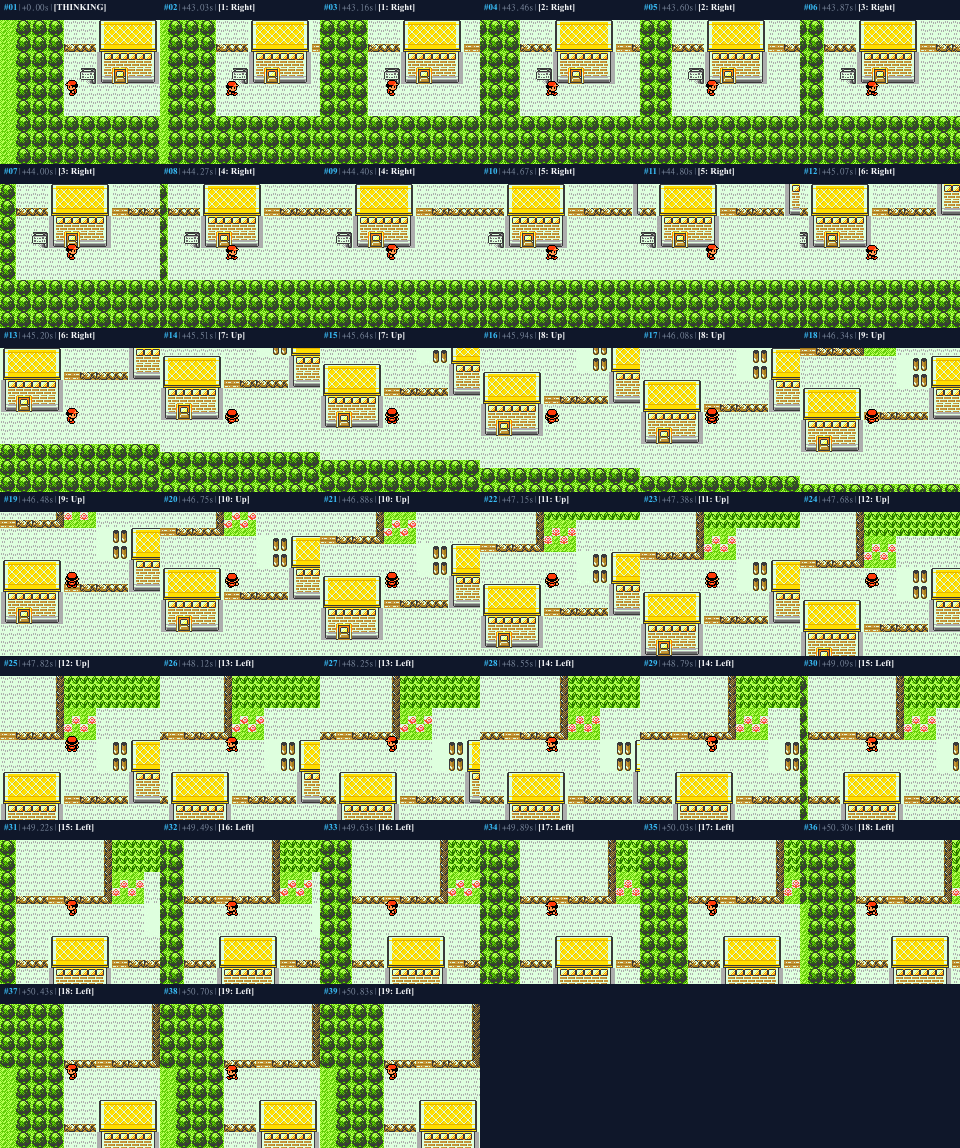 #01|+0.00s|[THINKING] #02|+43.03s|[1: Right] #03|+43.16s|[1: Right] #04|+43.46s|[2: Right] #05|+43.60s|[2: Right] #06|+43.87s|[3: Right]
#07|+44.00s|[3: Right] #08|+44.27s|[4: Right] #09|+44.40s|[4: Right] #10|+44.67s|[5: Right] #11|+44.80s|[5: Right] #12|+45.07s|[6: Right]
#13|+45.20s|[6: Right] #14|+45.51s|[7: Up] #15|+45.64s|[7: Up] #16|+45.94s|[8: Up] #17|+46.08s|[8: Up] #18|+46.34s|[9: Up]
#19|+46.48s|[9: Up] #20|+46.75s|[10: Up] #21|+46.88s|[10: Up] #22|+47.15s|[11: Up] #23|+47.38s|[11: Up] #24|+47.68s|[12: Up]
#25|+47.82s|[12: Up] #26|+48.12s|[13: Left] #27|+48.25s|[13: Left] #28|+48.55s|[14: Left] #29|+48.79s|[14: Left] #30|+49.09s|[15: Left]
#31|+49.22s|[15: Left] #32|+49.49s|[16: Left] #33|+49.63s|[16: Left] #34|+49.89s|[17: Left] #35|+50.03s|[17: Left] #36|+50.30s|[18: Left]
#37|+50.43s|[18: Left] #38|+50.70s|[19: Left] #39|+50.83s|[19: Left]